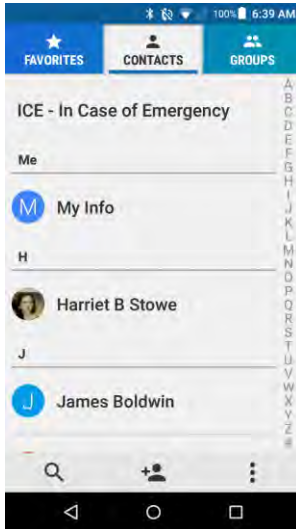 100% 6:39 AM
FAVORITES CONTACTS GROUPS
ICE - In Case of Emergency
Me
M My Info
H
Harriet B Stowe
J
J James Boldwin
A
B
C
D
E
F
G
H
I
J
K
L
M
N
O
P
Q
R
S
T
U
V
W
X
Y
Z
#